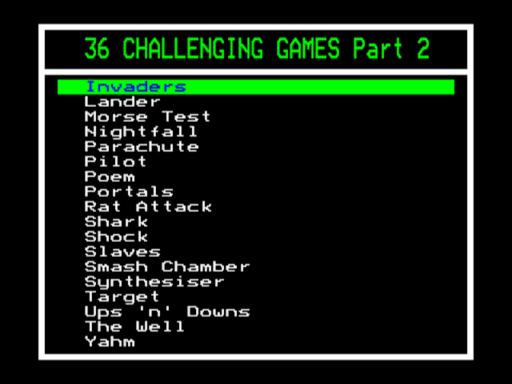 36 CHALLENGING GAMES Part 2
Invaders
Lander
Morse Test
Nightfall
Parachute
Pilot
Poem
Portals
Rat Attack
Shark
Shock
Slaves
Smash Chamber
Synthesiser
Target
Ups 'n' Downs
The Well
Yahm